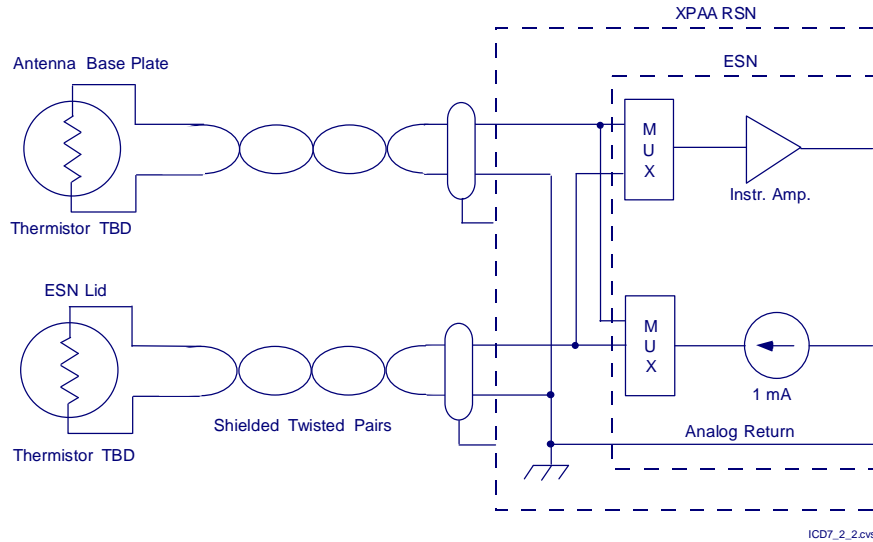 XPAA RSN
ESN
Antenna Base Plate
M
U
X
Instr. Amp.
Thermistor TBD
ESN Lid
M
U
X
1 mA
Shielded Twisted Pairs
Analog Return
Thermistor TBD
ICD7_2_2.cvs